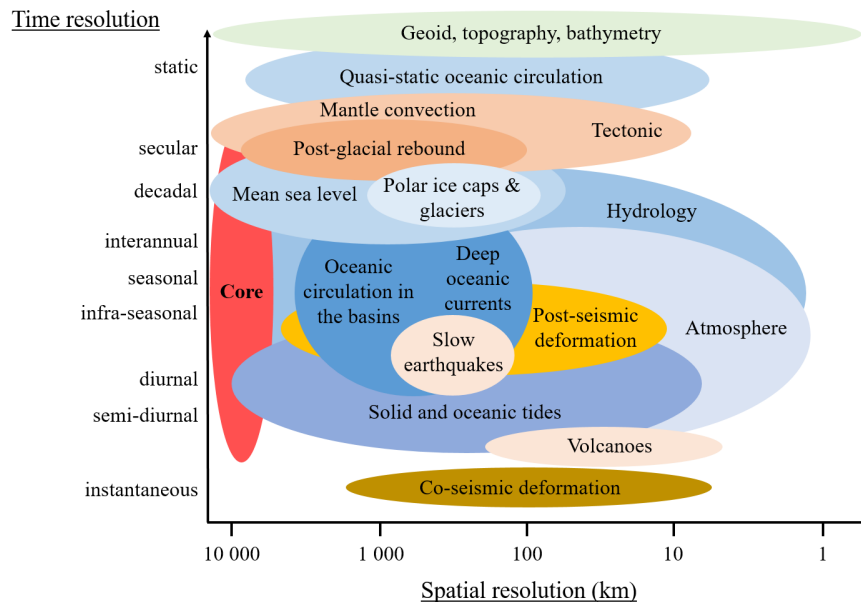 Time resolution
Geoid, topography, bathymetry
static
Quasi-static oceanic circulation
Mantle convection
Tectonic
secular
Post-glacial rebound
decadal
Mean sea level
Polar ice caps &
glaciers
Hydrology
interannual
seasonal
infra-seasonal
Core
Oceanic
circulation in
the basins
Deep
oceanic
currents
Post-seismic
deformation
Atmosphere
Slow
earthquakes
diurnal
semi-diurnal
Solid and oceanic tides
Volcanoes
instantaneous
Co-seismic deformation
10 000
1 000
100
10
1
Spatial resolution (km)